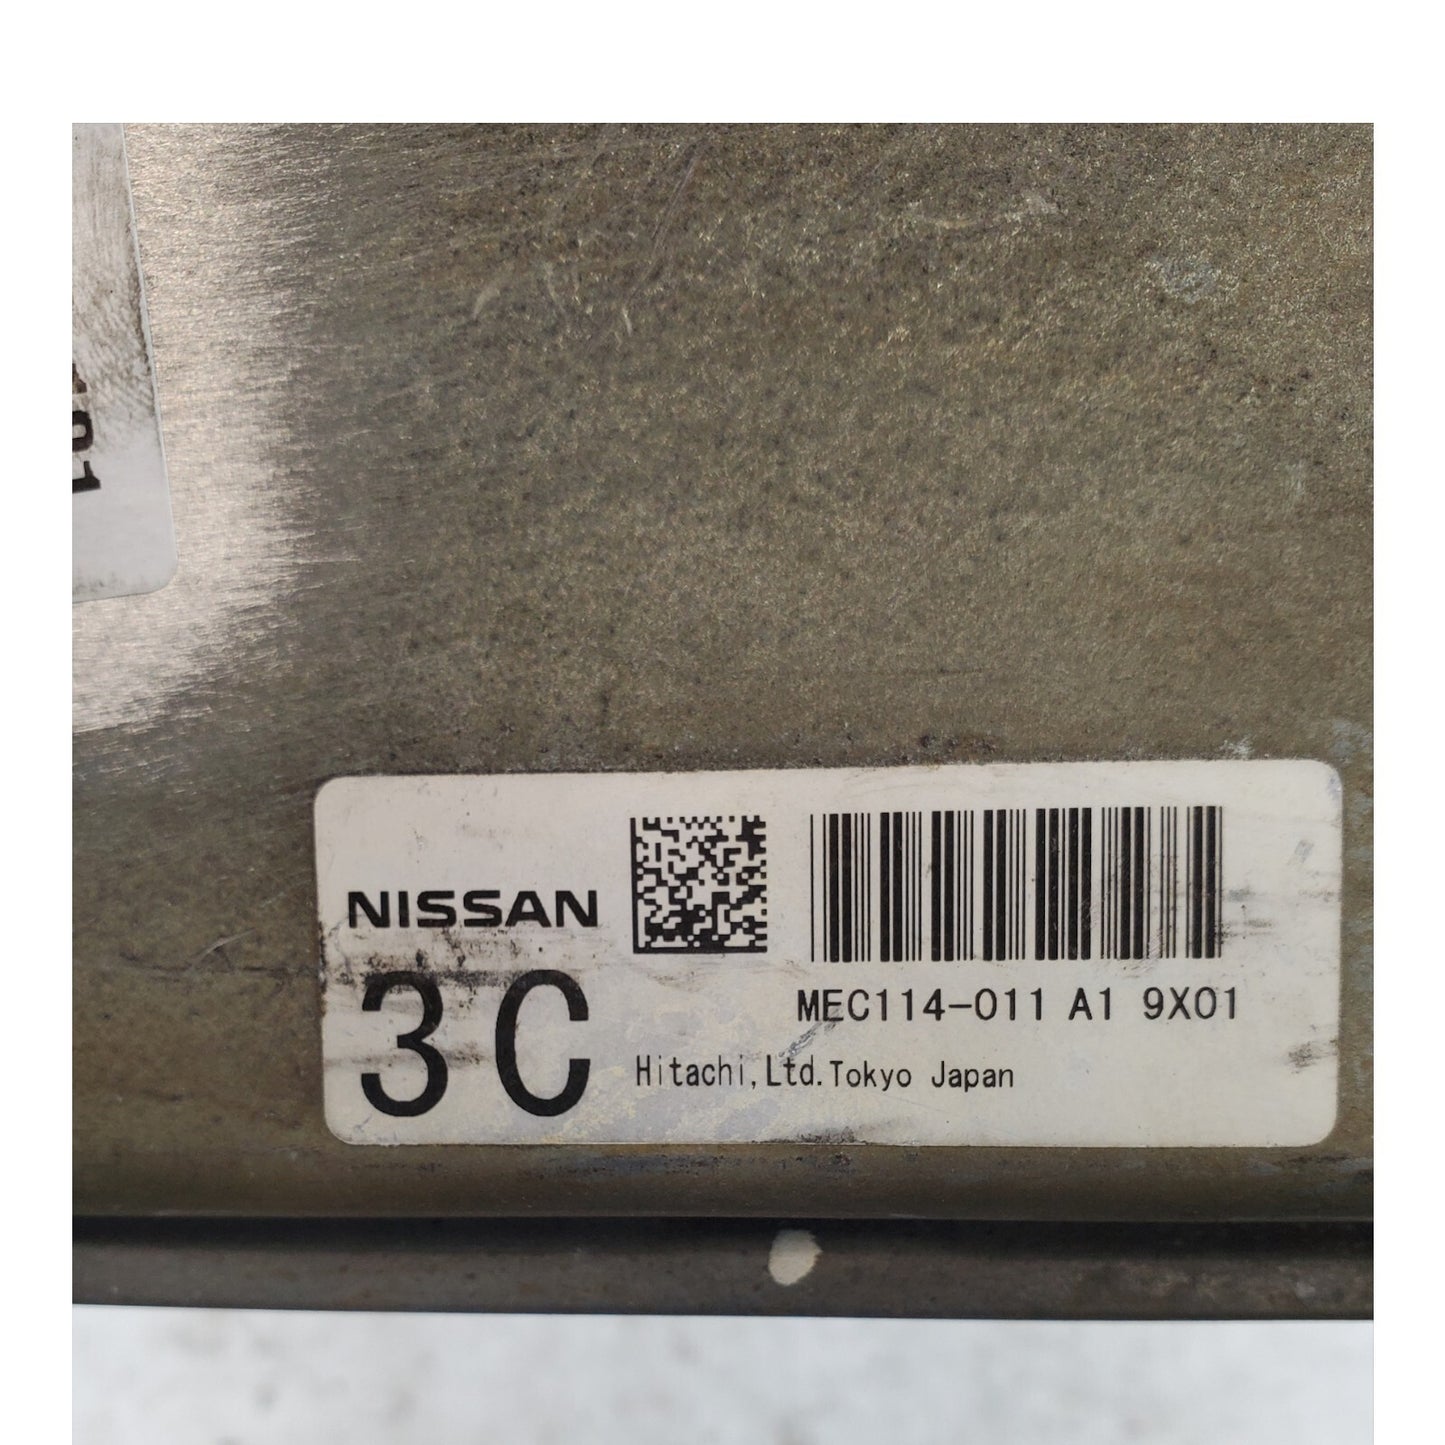 NISSAN
3C
MEC114-011 A1 9X01
Hitachi,Ltd.Tokyo Japan